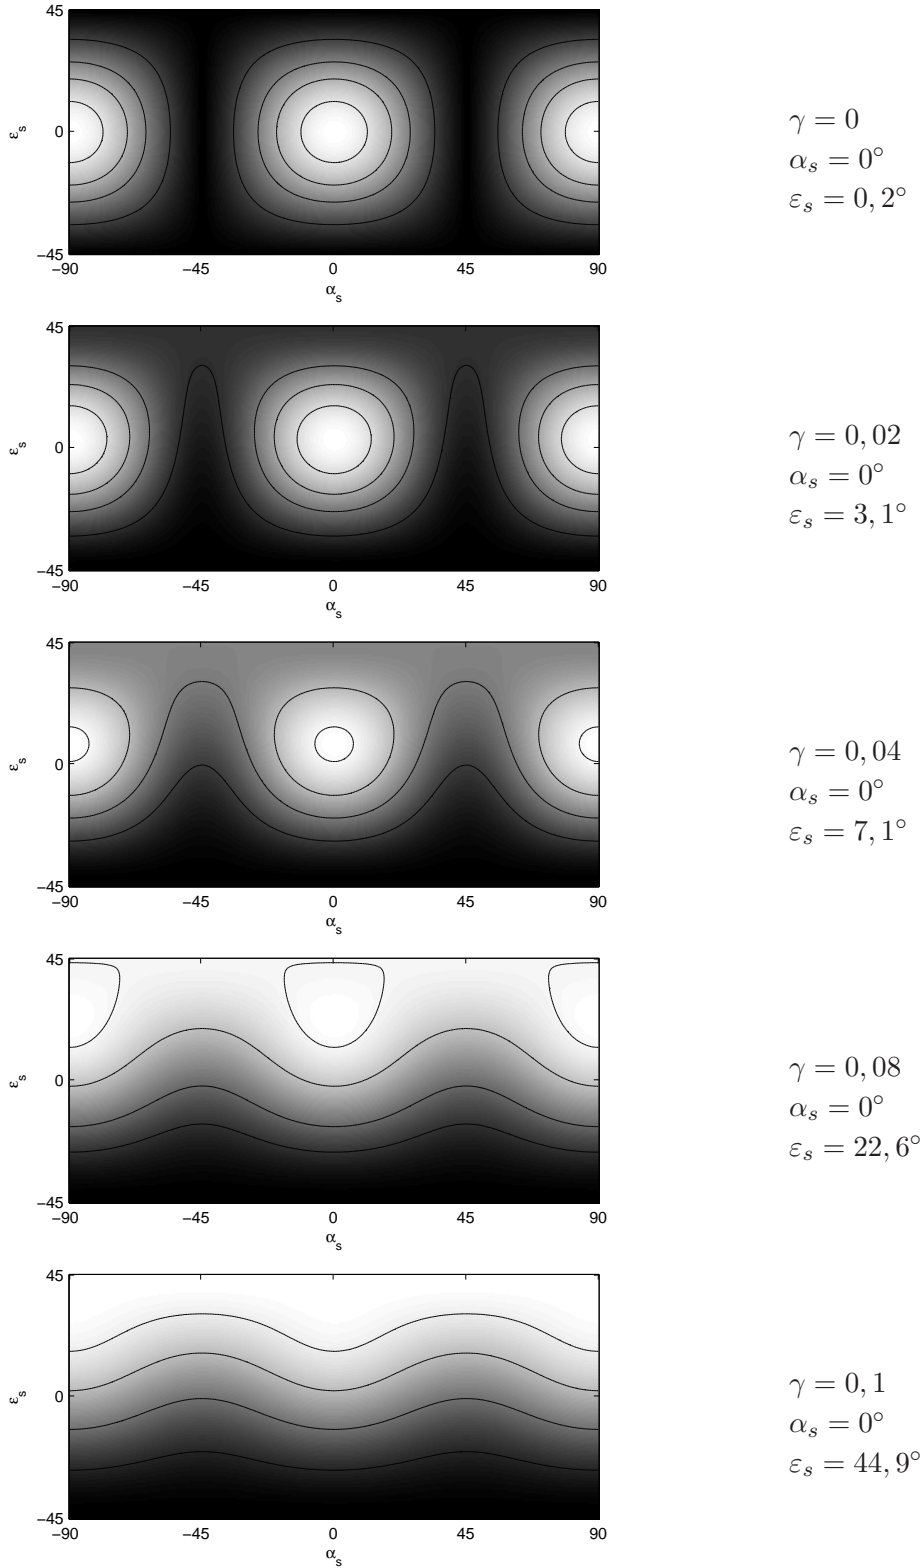 45
0
−45
ε_s
−90
−45
0
45
90
α_s
γ = 0
α_s = 0°
ε_s = 0, 2°
45
0
−45
ε_s
−90
−45
0
45
90
α_s
γ = 0, 02
α_s = 0°
ε_s = 3, 1°
45
0
−45
ε_s
−90
−45
0
45
90
α_s
γ = 0, 04
α_s = 0°
ε_s = 7, 1°
45
0
−45
ε_s
−90
−45
0
45
90
α_s
γ = 0, 08
α_s = 0°
ε_s = 22, 6°
45
0
−45
ε_s
−90
−45
0
45
90
α_s
γ = 0, 1
α_s = 0°
ε_s = 44, 9°